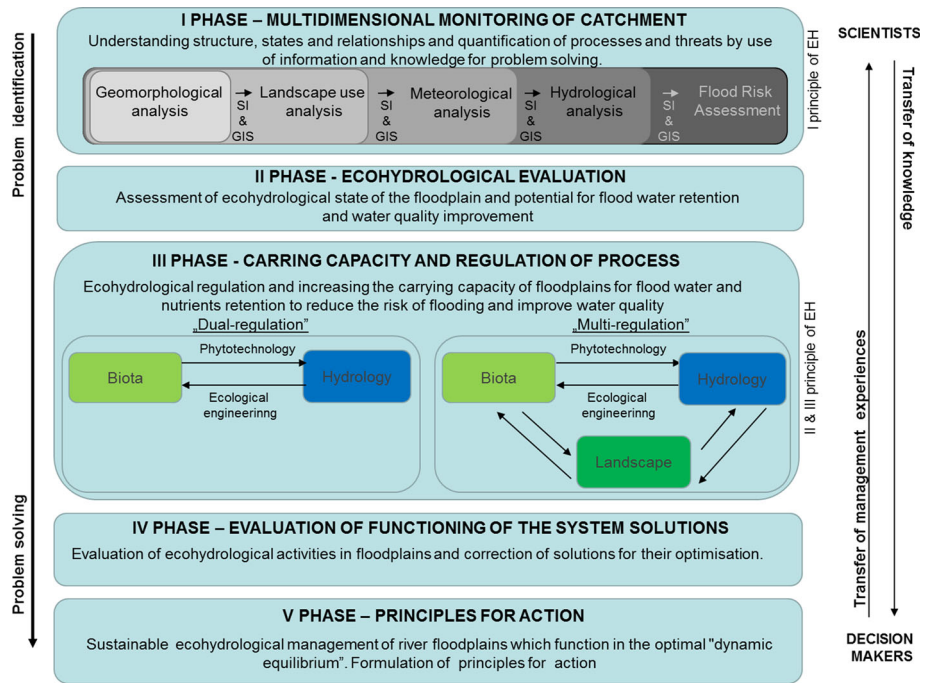 I PHASE – MULTIDIMENSIONAL MONITORING OF CATCHMENT
Understanding structure, states and relationships and quantification of processes and threats by use
of information and knowledge for problem solving.
Geomorphological
analysis
SI
&
GIS
Landscape use
analysis
SI
&
GIS
Meteorological
analysis
SI
&
GIS
Hydrological
analysis
SI
&
GIS
Flood Risk
Assessment
I principle of EH
II PHASE - ECOHYDROLOGICAL EVALUATION
Assessment of ecohydrological state of the floodplain and potential for flood water retention
and water quality improvement
III PHASE - CARRING CAPACITY AND REGULATION OF PROCESS
Ecohydrological regulation and increasing the carrying capacity of floodplains for flood water and
nutrients retention to reduce the risk of flooding and improve water quality
„Dual-regulation”
Biota
Phytotechnology
Ecological
engineerinng
Hydrology
„Multi-regulation”
Biota
Phytotechnology
Ecological
engineerinng
Hydrology
Landscape
II & III principle of EH
IV PHASE – EVALUATION OF FUNCTIONING OF THE SYSTEM SOLUTIONS
Evaluation of ecohydrological activities in floodplains and correction of solutions for their optimisation.
V PHASE – PRINCIPLES FOR ACTION
Sustainable ecohydrological management of river floodplains which function in the optimal "dynamic
equilibrium”. Formulation of principles for action
Problem identification
Problem solving
SCIENTISTS
Transfer of knowledge
Transfer of management experiences
DECISION
MAKERS